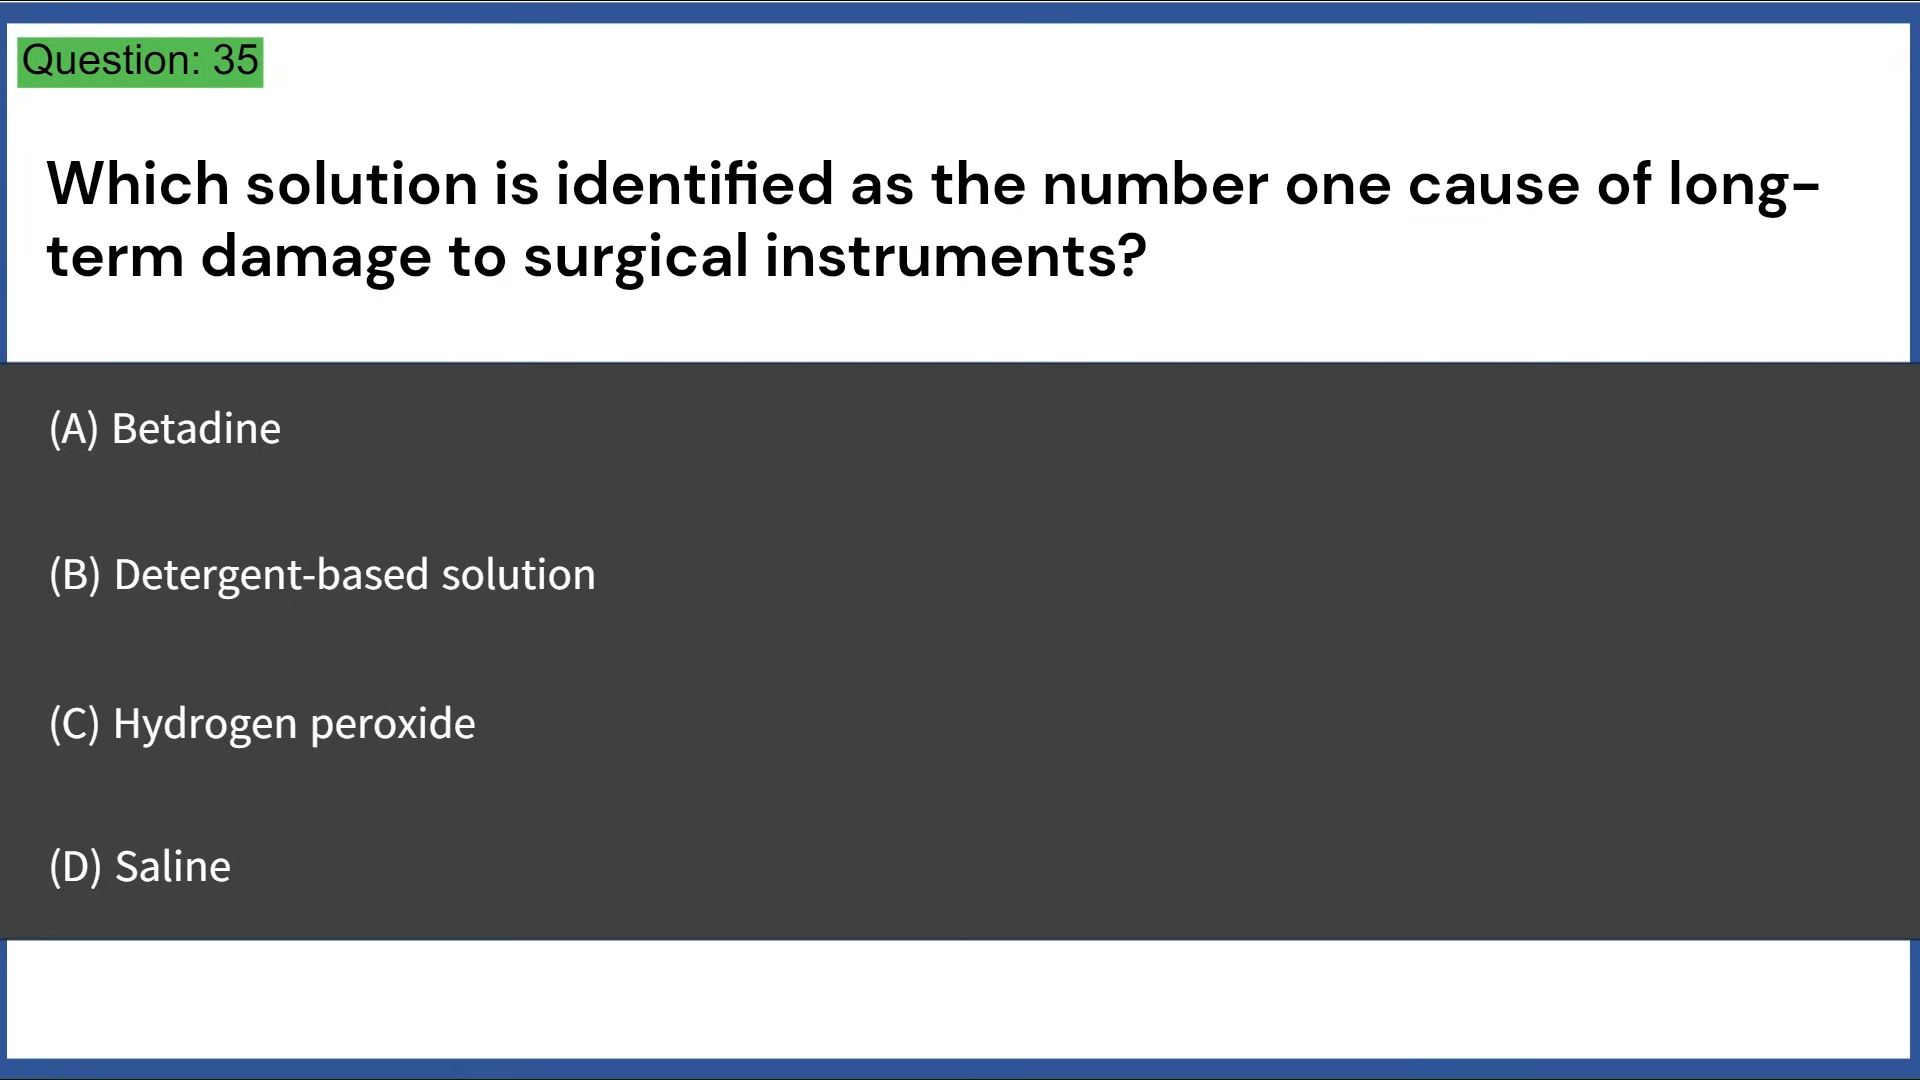 Question: 35
Which solution is identified as the number one cause of long-
term damage to surgical instruments?
(A) Betadine
(B) Detergent-based solution
(C) Hydrogen peroxide
(D) Saline